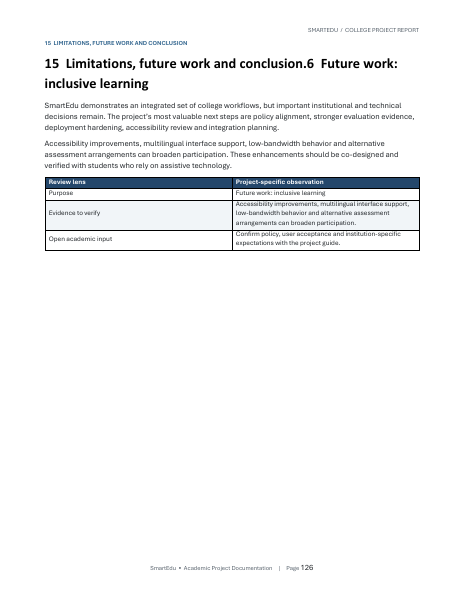 SMARTEDU / COLLEGE PROJECT REPORT
15 LIMITATIONS, FUTURE WORK AND CONCLUSION
15 Limitations, future work and conclusion.6 Future work:
inclusive learning
SmartEdu demonstrates an integrated set of college workflows, but important institutional and technical
decisions remain. The project's most valuable next steps are policy alignment, stronger evaluation evidence,
deployment hardening, accessibility review and integration planning.
Accessibility improvements, multilingual interface support, low-bandwidth behavior and alternative
assessment arrangements can broaden participation. These enhancements should be co-designed and
verified with students who rely on assistive technology.
Review lens Project-specific observation
Purpose Future work: inclusive learning
Evidence to verify Accessibility improvements, multilingual interface support,
low-bandwidth behavior and alternative assessment
arrangements can broaden participation.
Open academic input Confirm policy, user acceptance and institution-specific
expectations with the project guide.
SmartEdu • Academic Project Documentation | Page 126